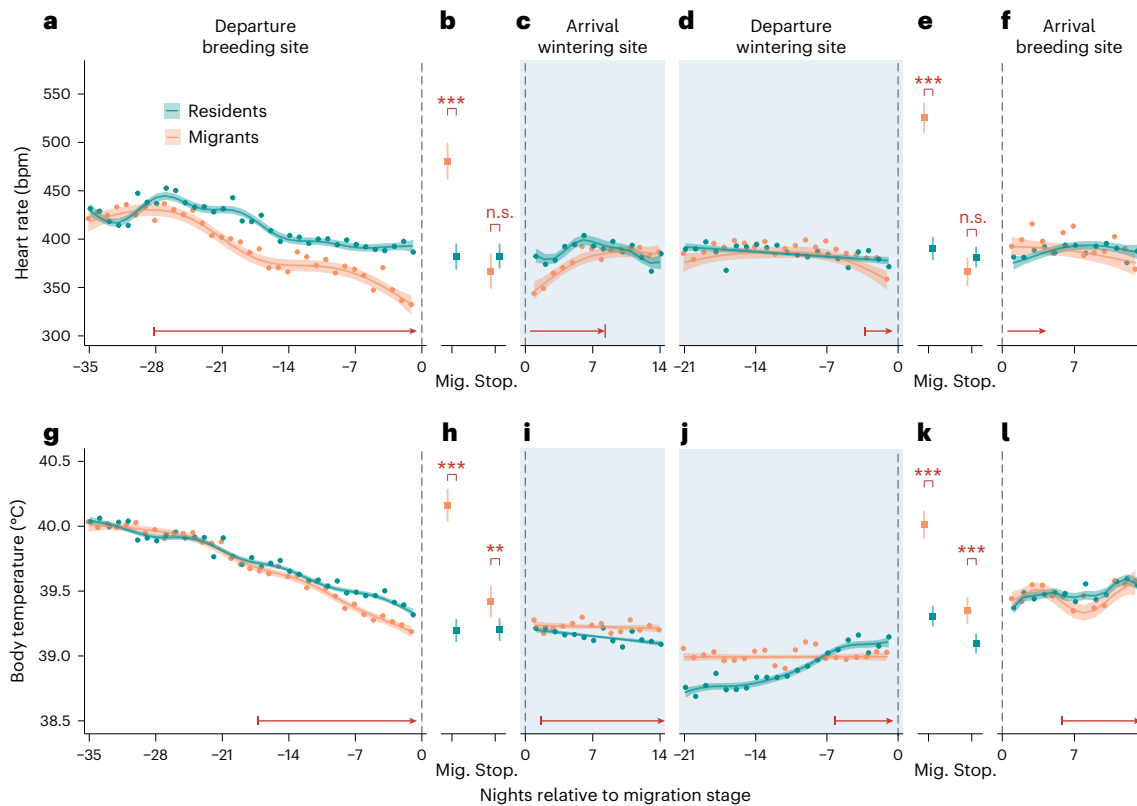 a
Departure
breeding site
b
c
Arrival
wintering site
d
Departure
wintering site
e
f
Arrival
breeding site
Heart rate (bpm)
550
500
450
400
350
300
Residents
Migrants
***
n.s.
***
n.s.
−35
−28
−21
−14
−7
0
Mig. Stop.
0
7
14
−21
−14
−7
0
Mig. Stop.
0
7
g
h
i
j
k
l
Body temperature (°C)
40.5
40.0
39.5
39.0
38.5
***
**
***
***
−35
−28
−21
−14
−7
0
Mig. Stop.
0
7
14
−21
−14
−7
0
Mig. Stop.
0
7
Nights relative to migration stage